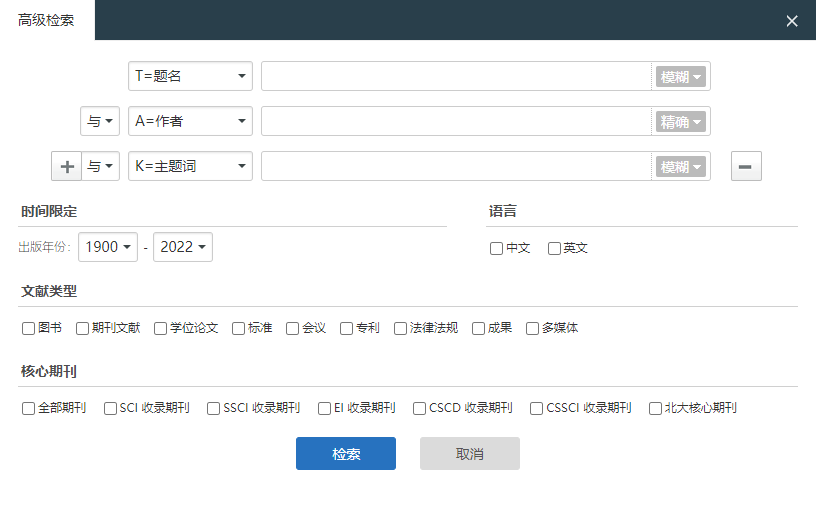 高级检索
T=题名 模糊
与 A=作者 精确
与 K=主题词 模糊
时间限定 语言
出版年份: 1900 - 2022 中文 英文
文献类型
图书 期刊文献 学位论文 标准 会议 专利 法律法规 成果 多媒体
核心期刊
全部期刊 SCI 收录期刊 SSCI 收录期刊 EI 收录期刊 CSCD 收录期刊 CSSCI 收录期刊 北大核心期刊
检索 取消